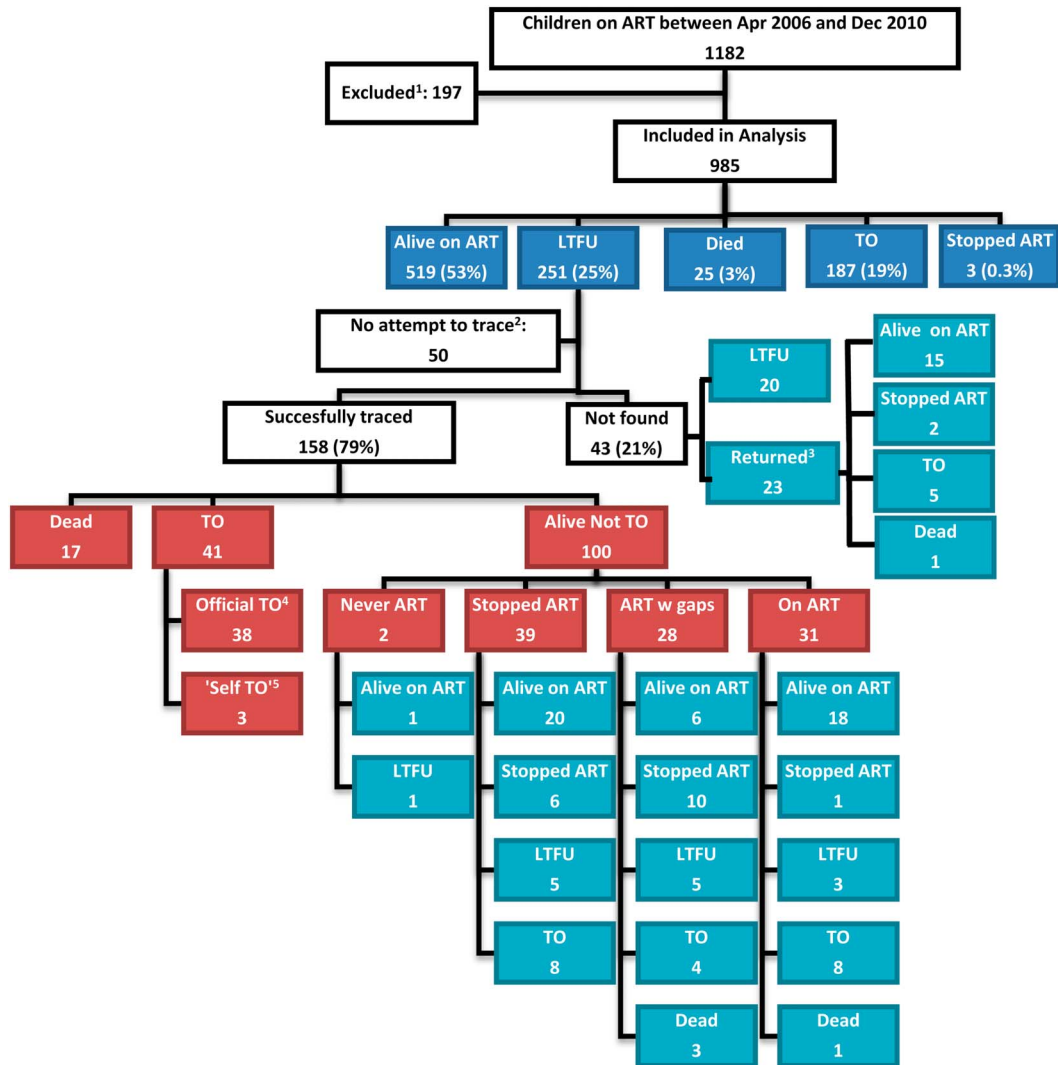 Children on ART between Apr 2006 and Dec 2010
1182
Excluded¹: 197
Included in Analysis
985
Alive on ART
519 (53%)
LTFU
251 (25%)
Died
25 (3%)
TO
187 (19%)
Stopped ART
3 (0.3%)
No attempt to trace²:
50
Succesfully traced
158 (79%)
Not found
43 (21%)
LTFU
20
Returned³
23
Alive on ART
15
Stopped ART
2
TO
5
Dead
1
Dead
17
TO
41
Alive Not TO
100
Official TO⁴
38
'Self TO'⁵
3
Never ART
2
Stopped ART
39
ART w gaps
28
On ART
31
Alive on ART
1
LTFU
1
Alive on ART
20
Stopped ART
6
LTFU
5
TO
8
Alive on ART
6
Stopped ART
10
LTFU
5
TO
4
Dead
3
Alive on ART
18
Stopped ART
1
LTFU
3
TO
8
Dead
1